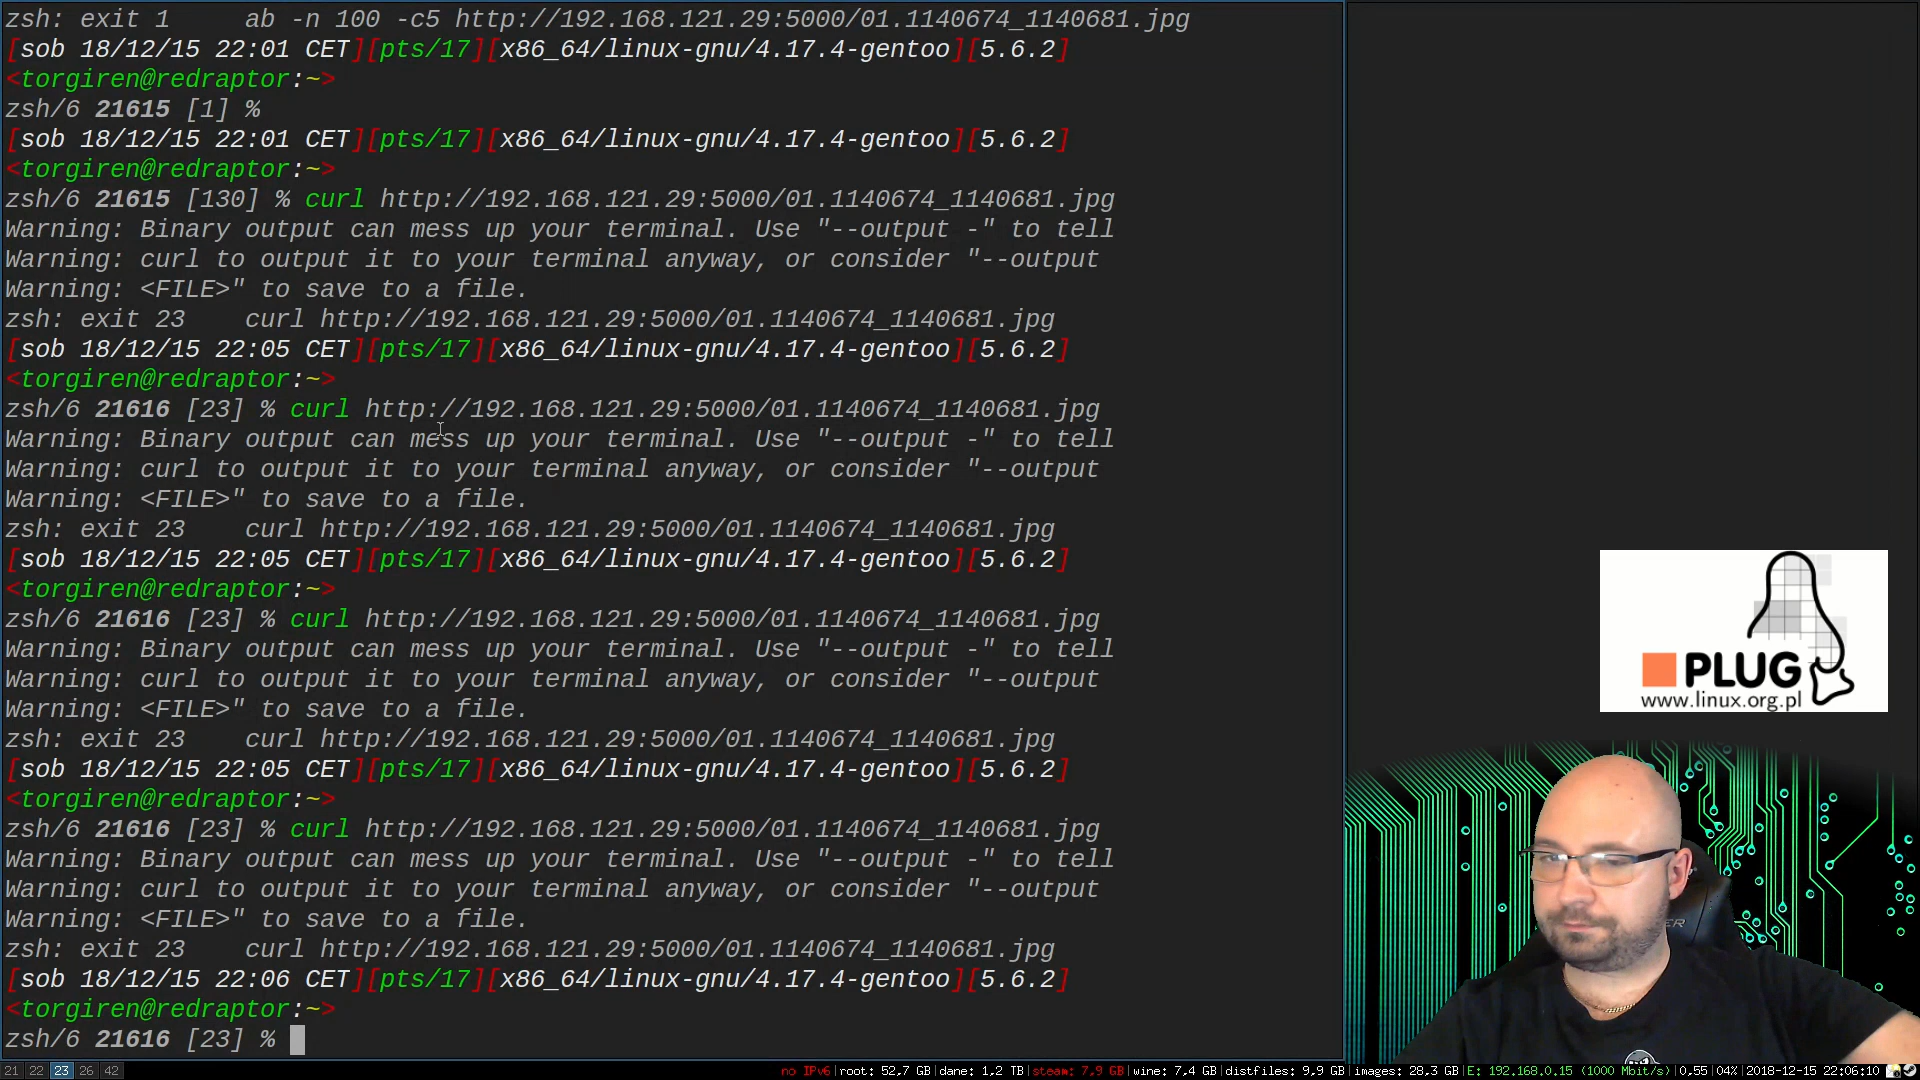 zsh: exit 1     ab -n 100 -c5 http://192.168.121.29:5000/01.1140674_1140681.jpg
[sob 18/12/15 22:01 CET][pts/17][x86_64/linux-gnu/4.17.4-gentoo][5.6.2]
<torgiren@redraptor:~>
zsh/6 21615 [1] %
[sob 18/12/15 22:01 CET][pts/17][x86_64/linux-gnu/4.17.4-gentoo][5.6.2]
<torgiren@redraptor:~>
zsh/6 21615 [130] % curl http://192.168.121.29:5000/01.1140674_1140681.jpg
Warning: Binary output can mess up your terminal. Use "--output -" to tell
Warning: curl to output it to your terminal anyway, or consider "--output
Warning: <FILE>" to save to a file.
zsh: exit 23    curl http://192.168.121.29:5000/01.1140674_1140681.jpg
[sob 18/12/15 22:05 CET][pts/17][x86_64/linux-gnu/4.17.4-gentoo][5.6.2]
<torgiren@redraptor:~>
zsh/6 21616 [23] % curl http://192.168.121.29:5000/01.1140674_1140681.jpg
Warning: Binary output can mess up your terminal. Use "--output -" to tell
Warning: curl to output it to your terminal anyway, or consider "--output
Warning: <FILE>" to save to a file.
zsh: exit 23    curl http://192.168.121.29:5000/01.1140674_1140681.jpg
[sob 18/12/15 22:05 CET][pts/17][x86_64/linux-gnu/4.17.4-gentoo][5.6.2]
<torgiren@redraptor:~>
zsh/6 21616 [23] % curl http://192.168.121.29:5000/01.1140674_1140681.jpg
Warning: Binary output can mess up your terminal. Use "--output -" to tell
Warning: curl to output it to your terminal anyway, or consider "--output
Warning: <FILE>" to save to a file.
zsh: exit 23    curl http://192.168.121.29:5000/01.1140674_1140681.jpg
[sob 18/12/15 22:05 CET][pts/17][x86_64/linux-gnu/4.17.4-gentoo][5.6.2]
<torgiren@redraptor:~>
zsh/6 21616 [23] % curl http://192.168.121.29:5000/01.1140674_1140681.jpg
Warning: Binary output can mess up your terminal. Use "--output -" to tell
Warning: curl to output it to your terminal anyway, or consider "--output
Warning: <FILE>" to save to a file.
zsh: exit 23    curl http://192.168.121.29:5000/01.1140674_1140681.jpg
[sob 18/12/15 22:06 CET][pts/17][x86_64/linux-gnu/4.17.4-gentoo][5.6.2]
<torgiren@redraptor:~>
zsh/6 21616 [23] %
PLUG
www.linux.org.pl
21 22 23 26 42
no IPv6|root: 52,7 GB|dane: 1,2 TB|steam: 7,9 GB|wine: 7,4 GB|distfiles: 9,9 GB|images: 28,3 GB|E: 192.168.0.15 (1000 Mbit/s)|0,55|04%|2018-12-15 22:06:10